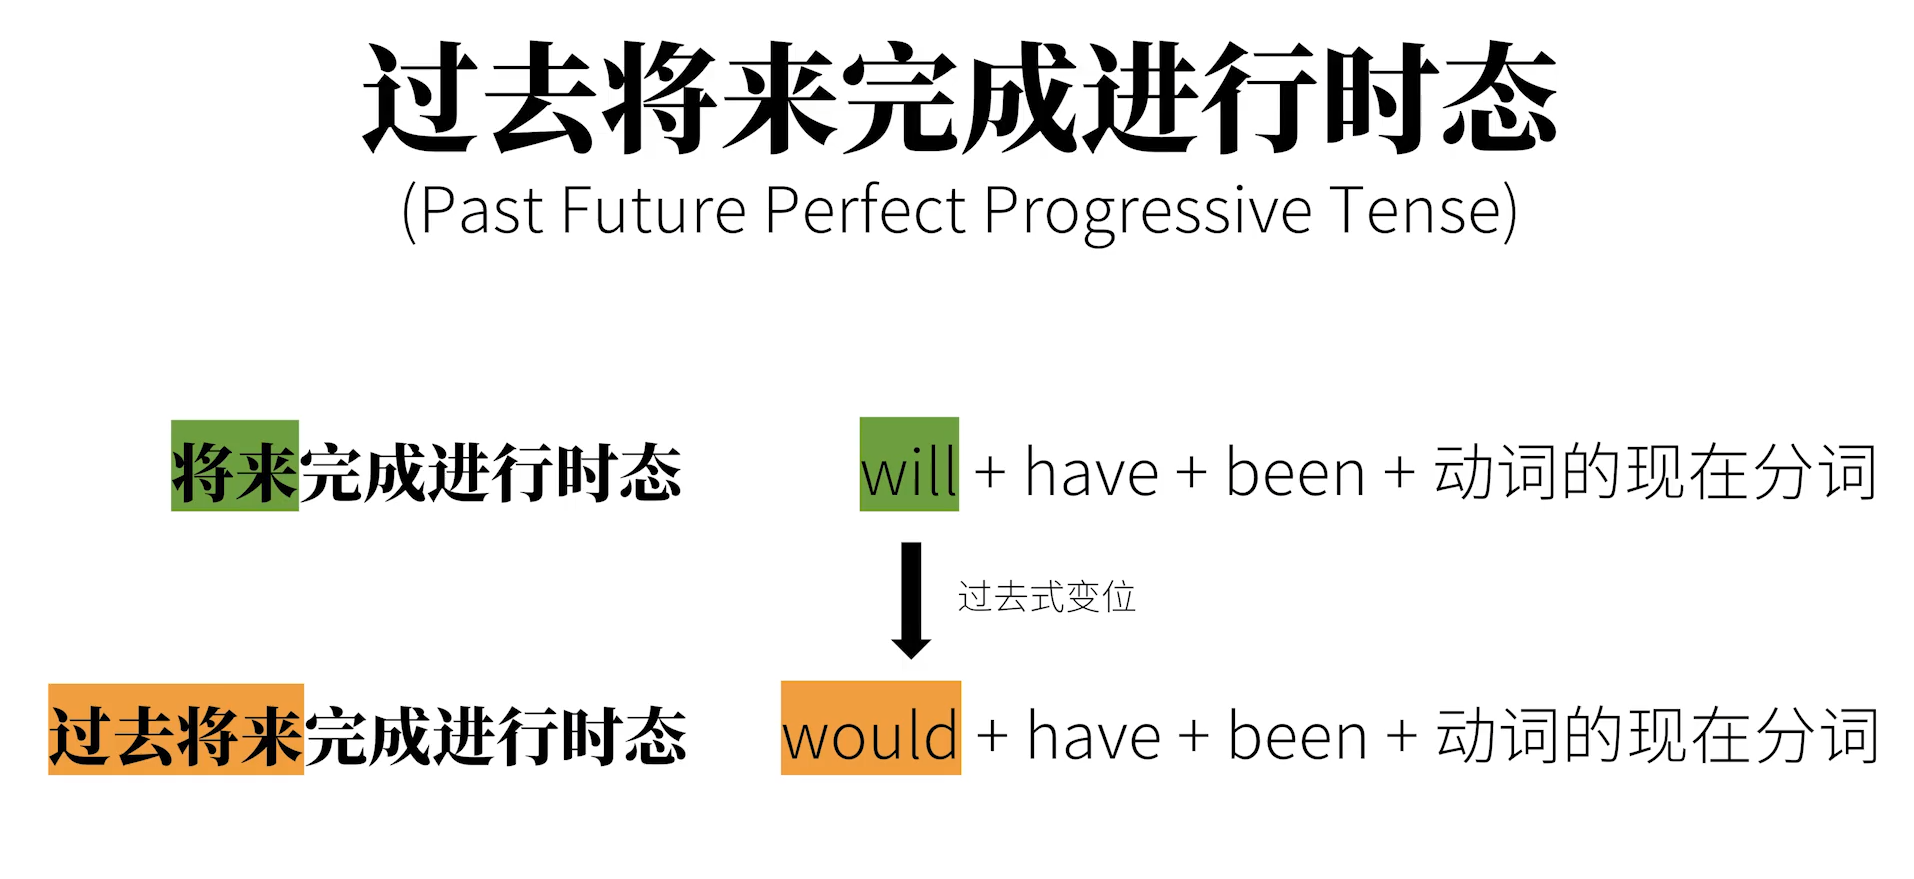 过去将来完成进行时态
(Past Future Perfect Progressive Tense)
将来完成进行时态 will + have + been + 动词的现在分词
过去式变位
过去将来完成进行时态 would + have + been + 动词的现在分词